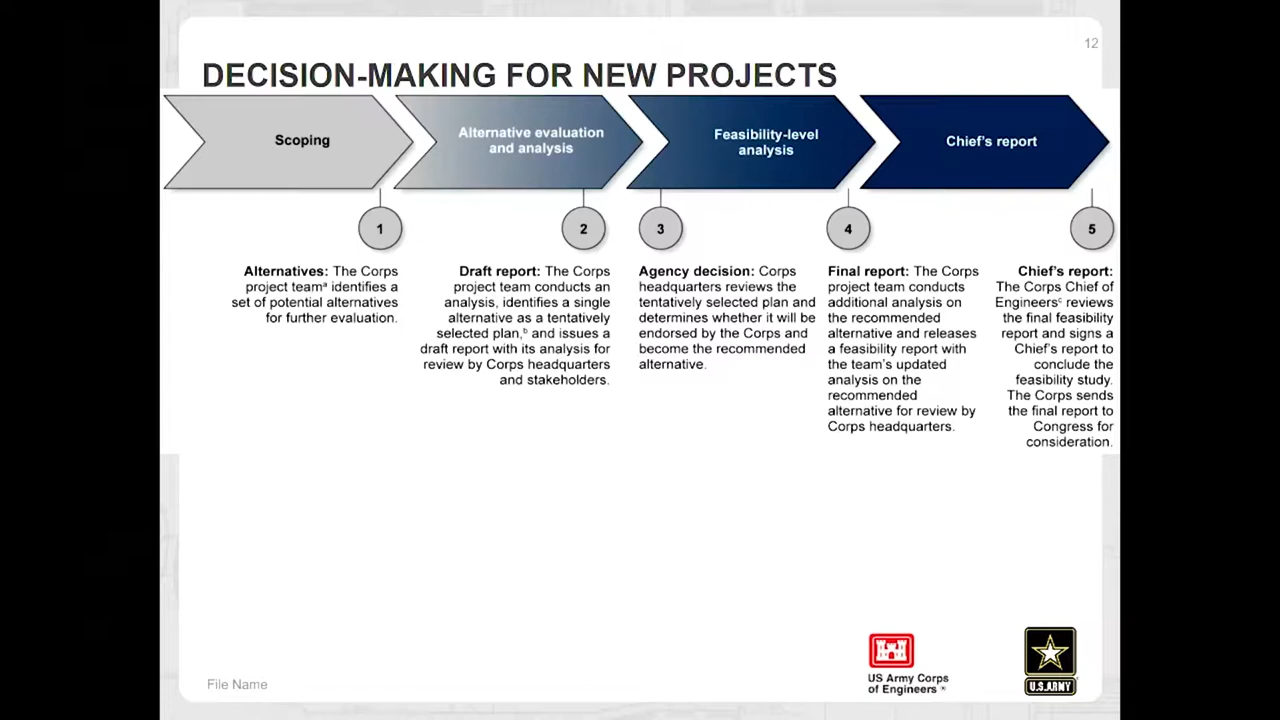 12
DECISION-MAKING FOR NEW PROJECTS
Scoping
Alternative evaluation
and analysis
Feasibility-level
analysis
Chief's report
1
2
3
4
5
Alternatives: The Corps
project teamᵃ identifies a
set of potential alternatives
for further evaluation.
Draft report: The Corps
project team conducts an
analysis, identifies a single
alternative as a tentatively
selected plan,ᵇ and issues a
draft report with its analysis for
review by Corps headquarters
and stakeholders.
Agency decision: Corps
headquarters reviews the
tentatively selected plan and
determines whether it will be
endorsed by the Corps and
become the recommended
alternative.
Final report: The Corps
project team conducts
additional analysis on
the recommended
alternative and releases
a feasibility report with
the team's updated
analysis on the
recommended
alternative for review by
Corps headquarters.
Chief's report:
The Corps Chief of
Engineersᶜ reviews
the final feasibility
report and signs a
Chief's report to
conclude the
feasibility study.
The Corps sends
the final report to
Congress for
consideration.
File Name
US Army Corps
of Engineers ®
U.S.ARMY